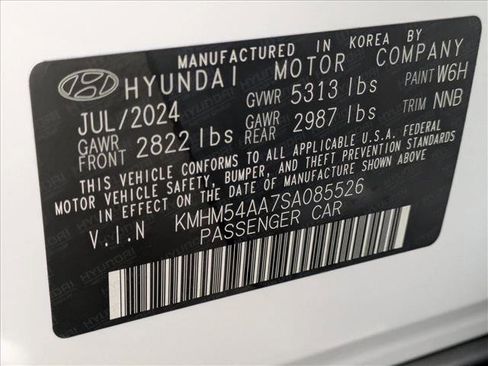 MANUFACTURED IN KOREA BY
HYUNDAI MOTOR COMPANY
JUL/2024 GVWR 5313 lbs PAINT W6H
GAWR FRONT 2822 lbs GAWR REAR 2987 lbs TRIM NNB
THIS VEHICLE CONFORMS TO ALL APPLICABLE U.S.A. FEDERAL
MOTOR VEHICLE SAFETY, BUMPER, AND THEFT PREVENTION STANDARDS
IN EFFECT ON THE DATE OF MANUFACTURE SHOWN ABOVE.
V.I.N KMHM54AA7SA085526
PASSENGER CAR